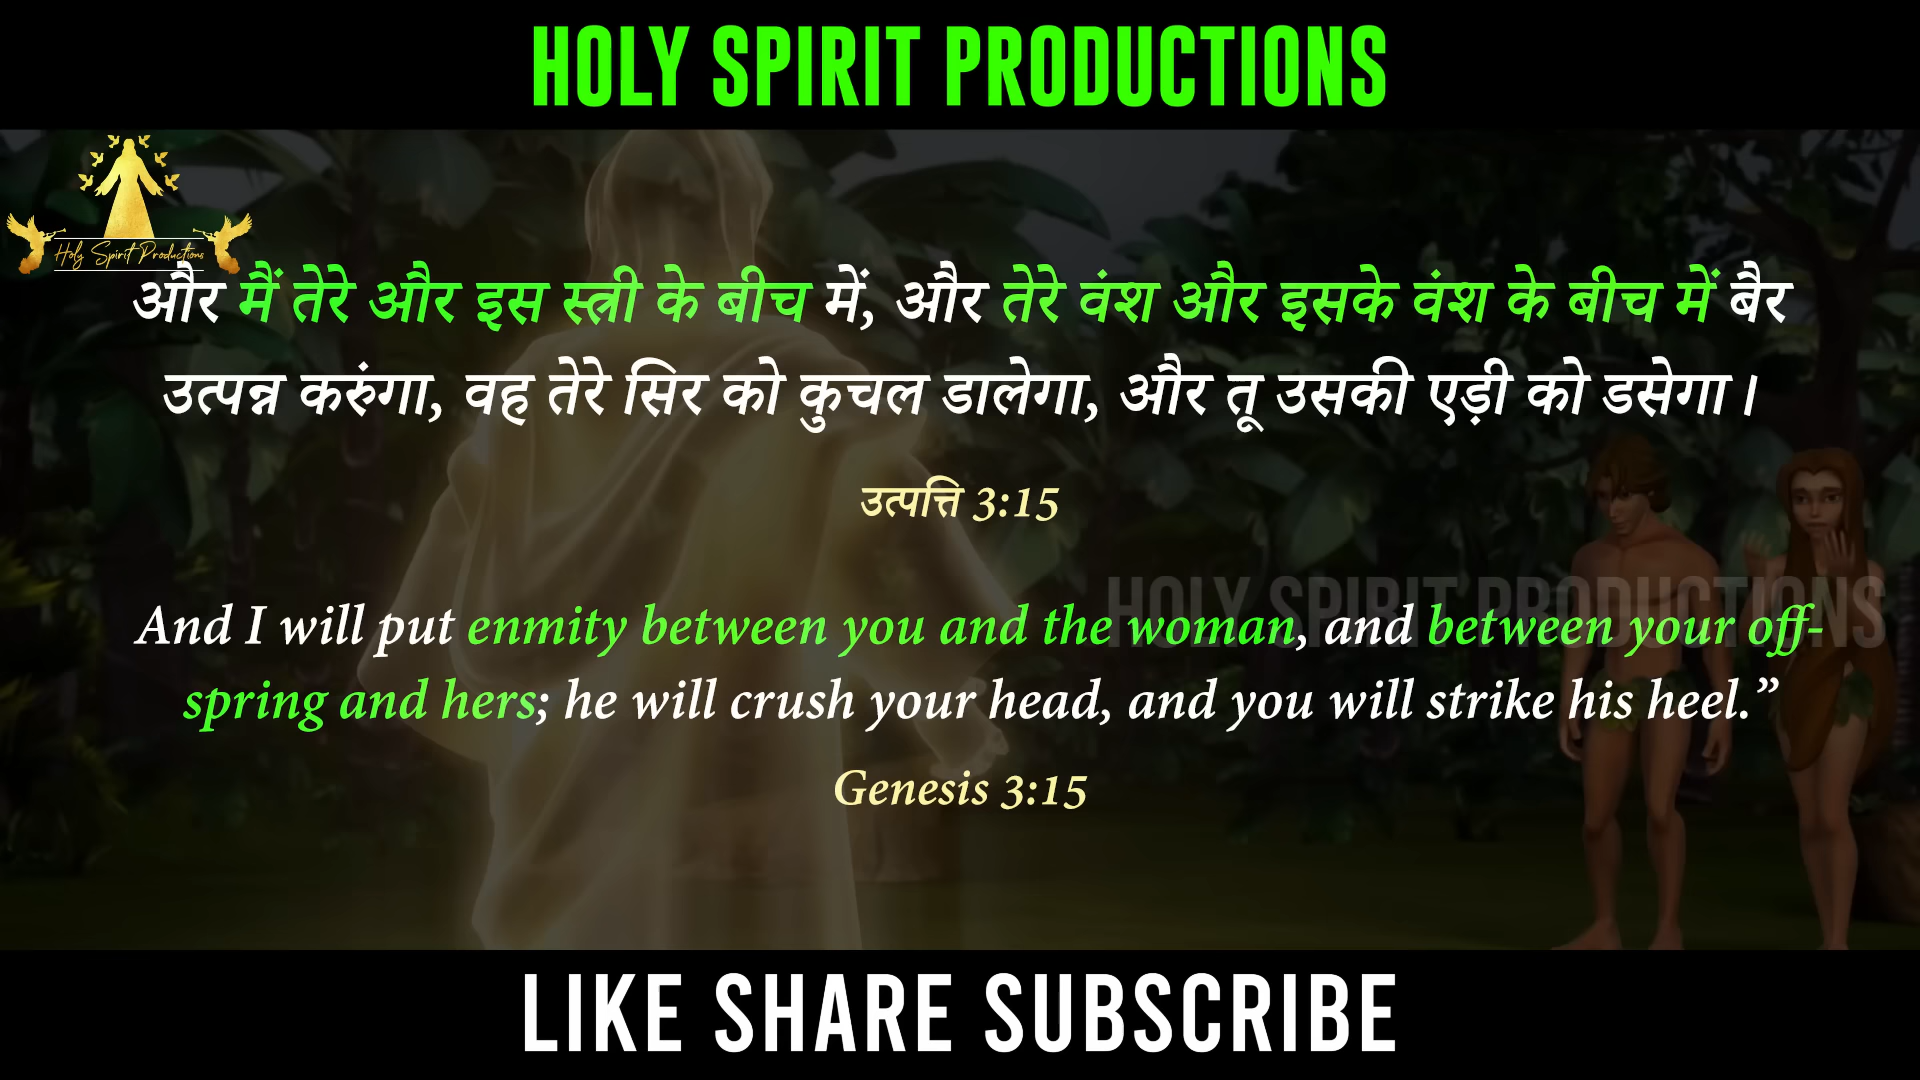 HOLY SPIRIT PRODUCTIONS
Holy Spirit Productions
और मैं तेरे और इस स्त्री के बीच में, और तेरे वंश और इसके वंश के बीच में बैर
उत्पन्न करुंगा, वह तेरे सिर को कुचल डालेगा, और तू उसकी एड़ी को डसेगा।
उत्पत्ति 3:15
HOLY SPIRIT PRODUCTIONS
And I will put enmity between you and the woman, and between your off-
spring and hers; he will crush your head, and you will strike his heel.”
Genesis 3:15
LIKE SHARE SUBSCRIBE